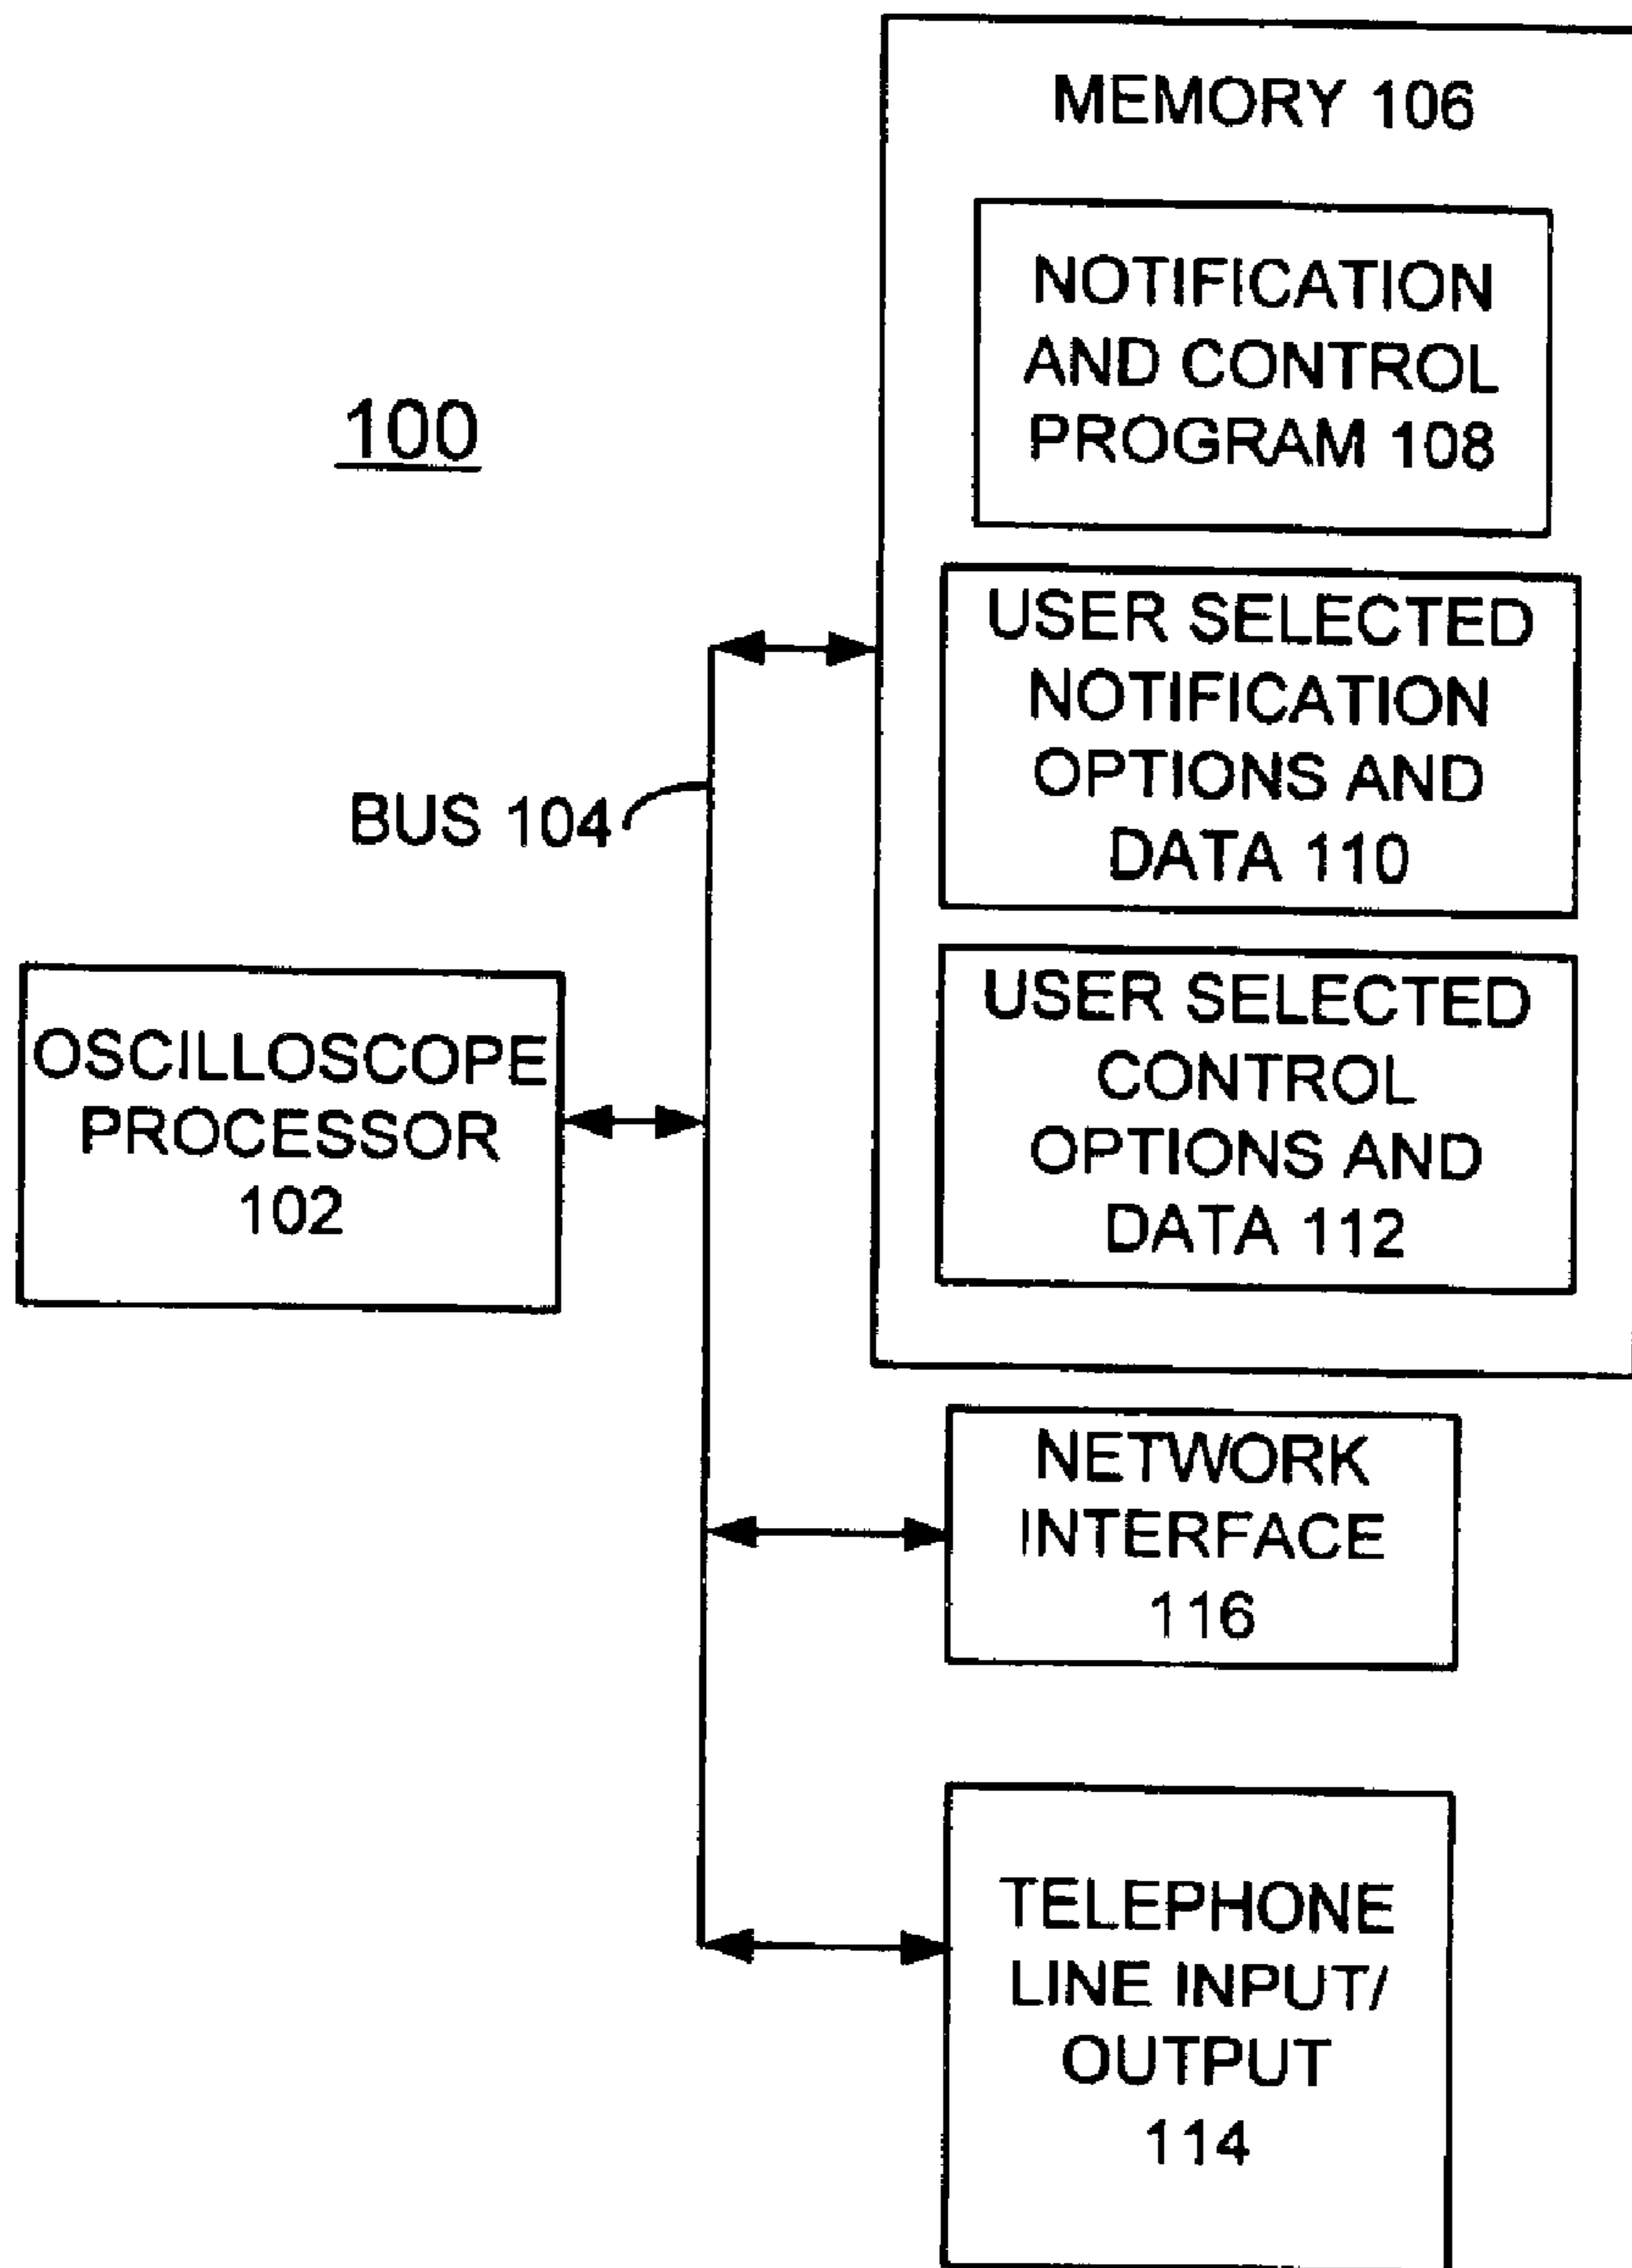 MEMORY 106
NOTIFICATION
AND CONTROL
PROGRAM 108
100
USER SELECTED
NOTIFICATION
OPTIONS AND
DATA 110
BUS 104
USER SELECTED
CONTROL
OPTIONS AND
DATA 112
OSCILLOSCOPE
PROCESSOR
102
NETWORK
INTERFACE
116
TELEPHONE
LINE INPUT/
OUTPUT
114